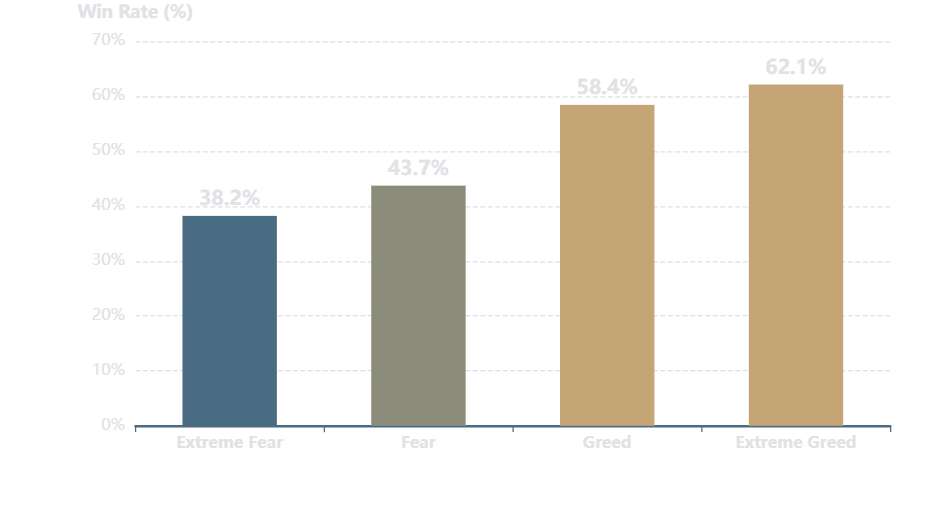 Win Rate (%)
70%
60%
50%
40%
30%
20%
10%
0%
38.2%
43.7%
58.4%
62.1%
Extreme Fear
Fear
Greed
Extreme Greed